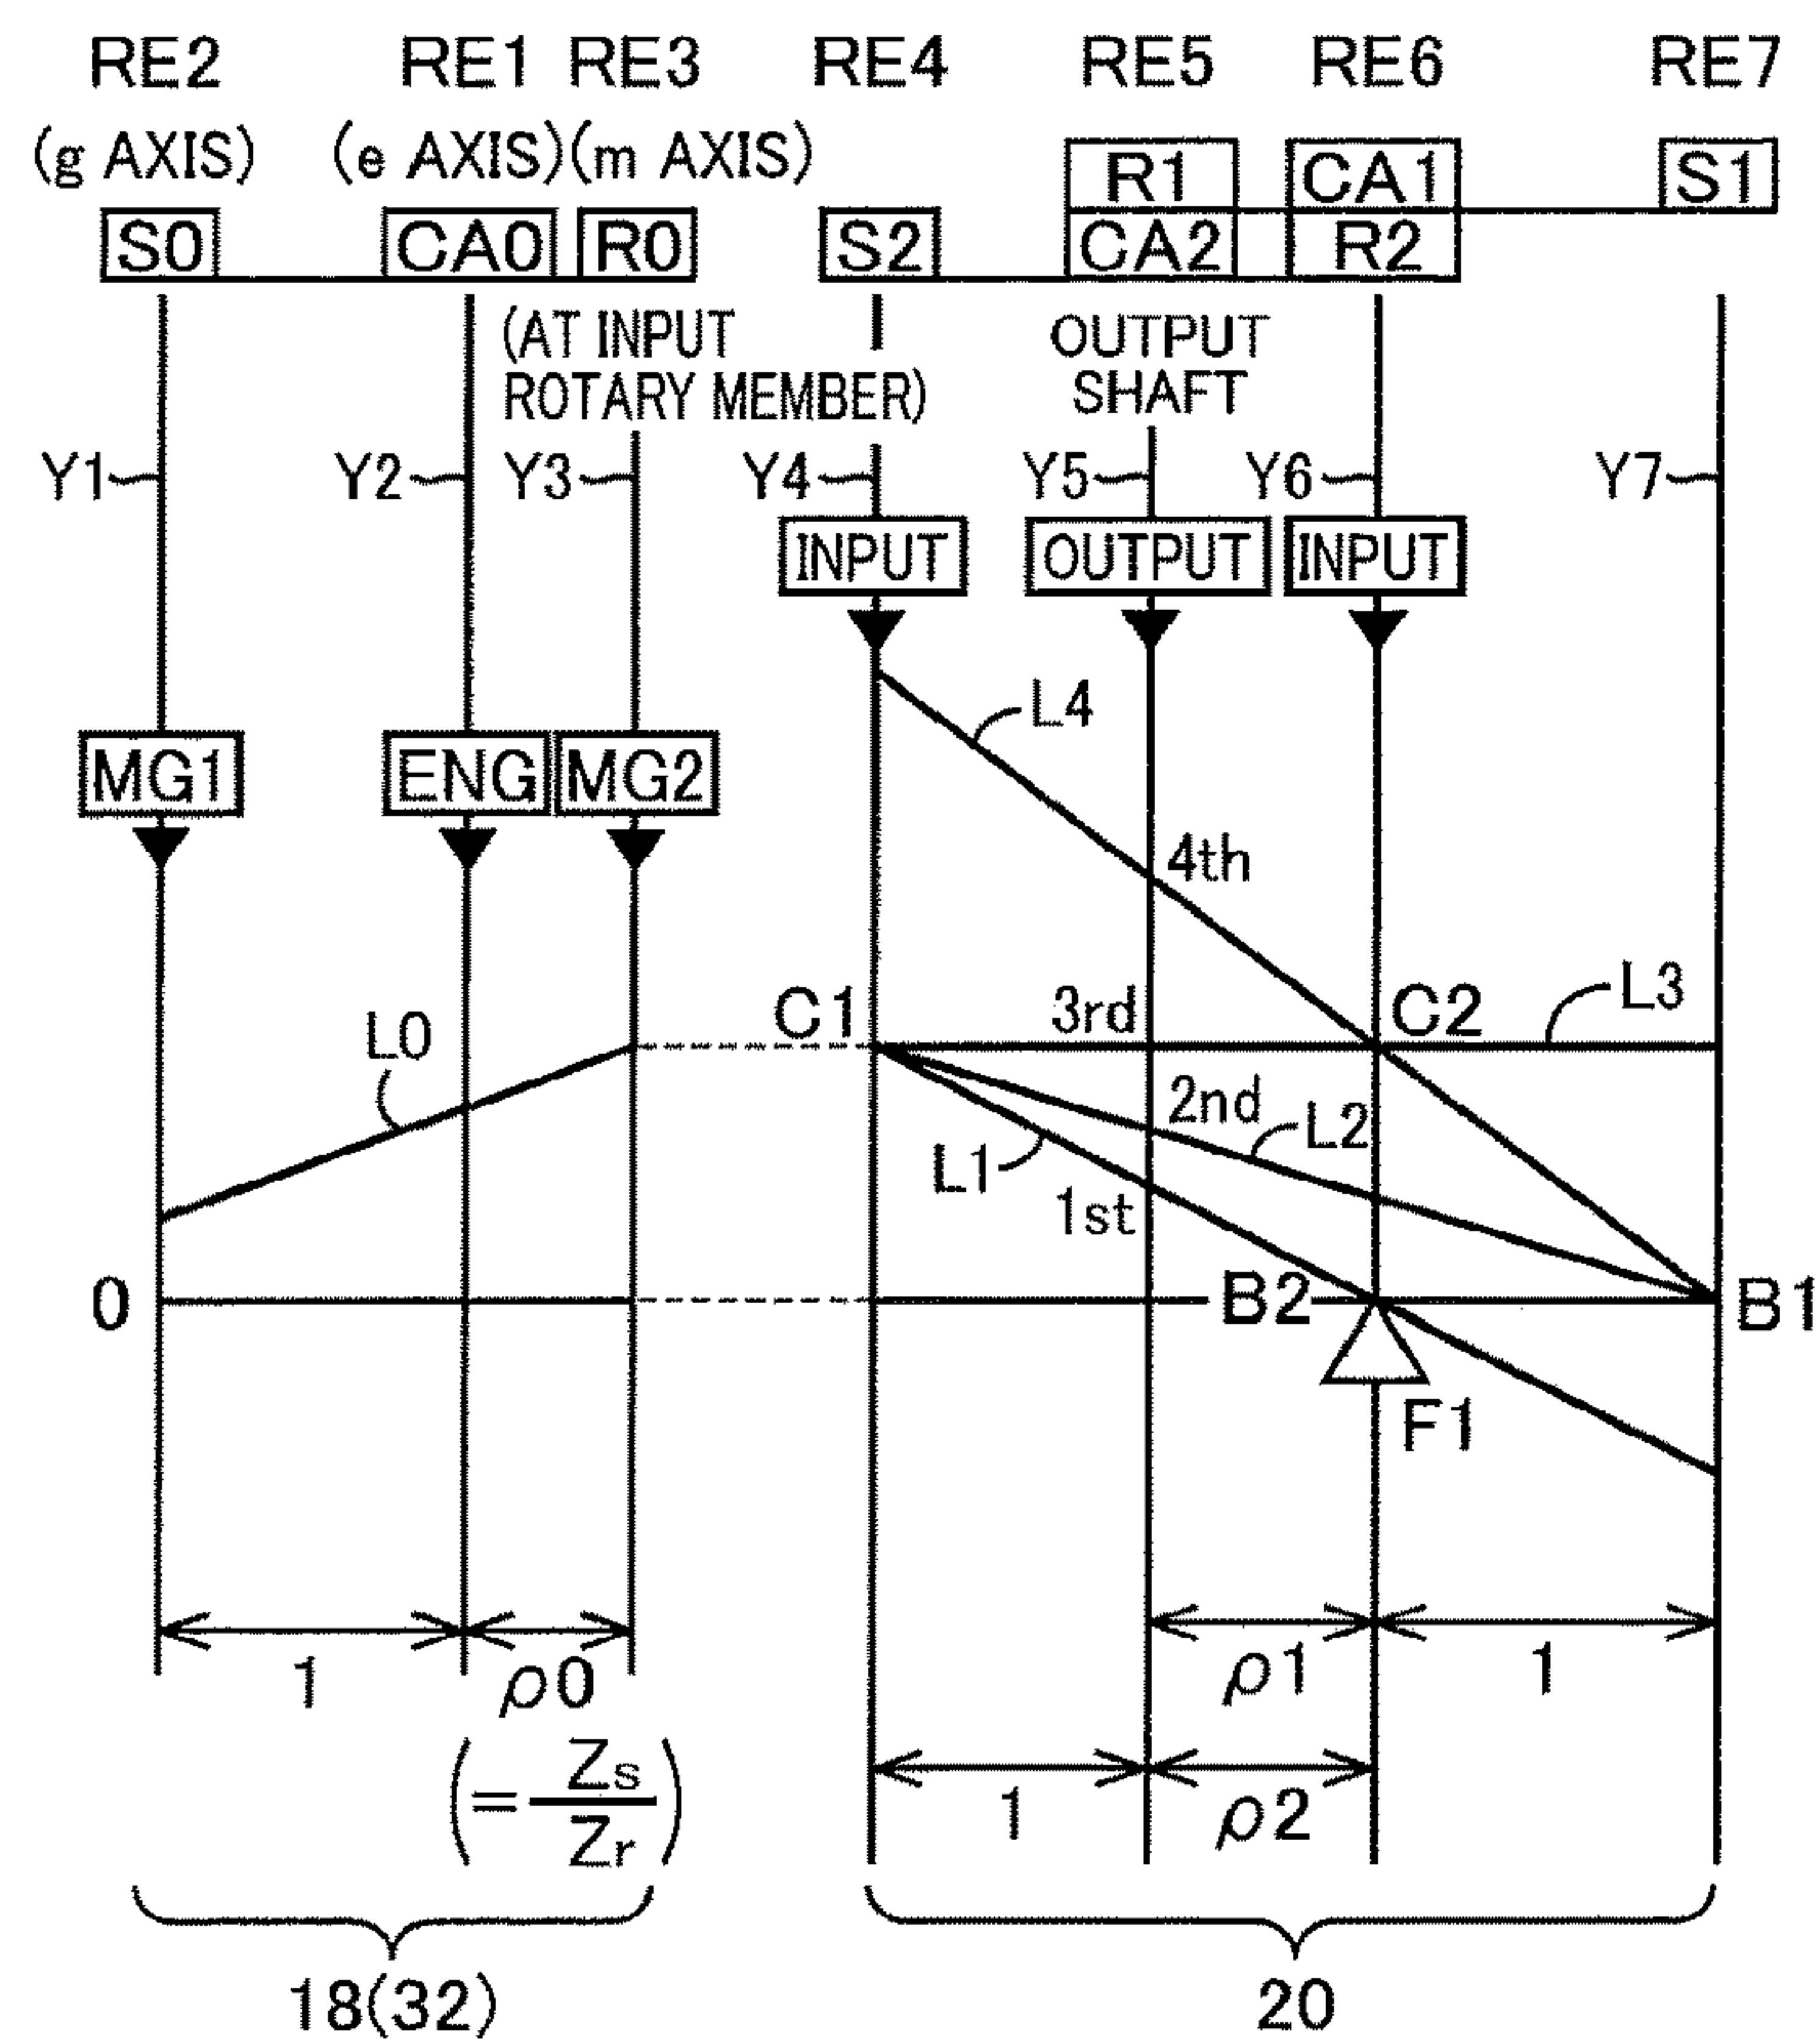 RE2 RE1 RE3 RE4 RE5 RE6 RE7
(g AXIS) (e AXIS) (m AXIS) R1 CA1 S1
S0 CA0 R0 S2 CA2 R2
(AT INPUT ROTARY MEMBER)
OUTPUT SHAFT
Y1 Y2 Y3 Y4 Y5 Y6 Y7
INPUT OUTPUT INPUT
L4
MG1 ENG MG2
4th
C1 3rd C2 L3
L0
2nd L2
L1 1st
0 B2 B1
F1
1 ρ0 ρ1 1
(= Zs/Zr)
1 ρ2
18(32) 20